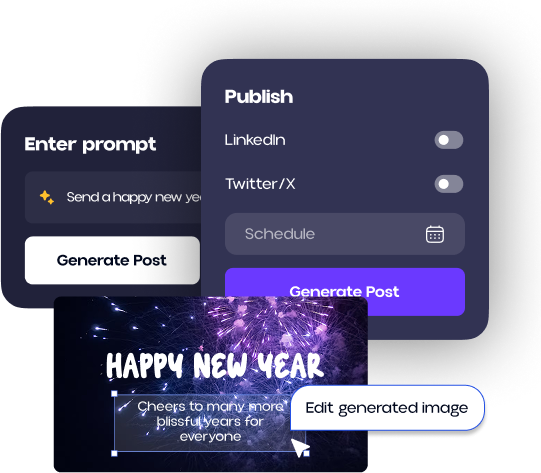 Publish
LinkedIn
Twitter/X
Schedule
Generate Post
Enter prompt
Send a happy new
Generate Post
HAPPY NEW YEAR
Cheers to many more
blissful years for
everyone
Edit generated image